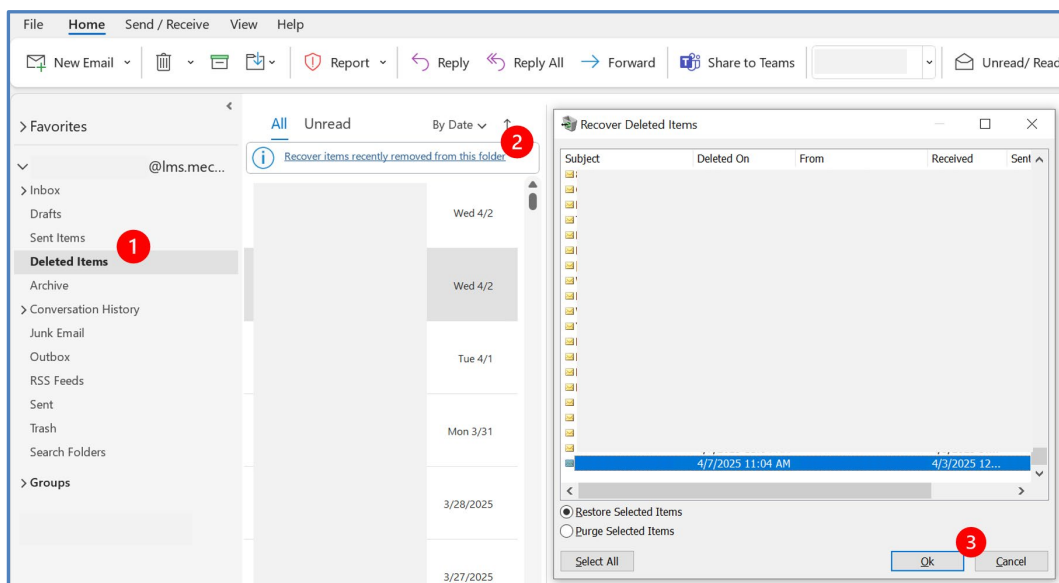 File Home Send / Receive View Help
New Email Report Reply Reply All Forward Share to Teams Unread/ Read
Favorites
@lms.mec...
Inbox
Drafts
Sent Items
1
Deleted Items
Archive
Conversation History
Junk Email
Outbox
RSS Feeds
Sent
Trash
Search Folders
Groups
All Unread By Date
2
Recover items recently removed from this folder
Wed 4/2
Wed 4/2
Tue 4/1
Mon 3/31
3/28/2025
3/27/2025
Recover Deleted Items
Subject Deleted On From Received Sent
4/7/2025 11:04 AM 4/3/2025 12...
Restore Selected Items
Purge Selected Items
3
Select All Ok Cancel